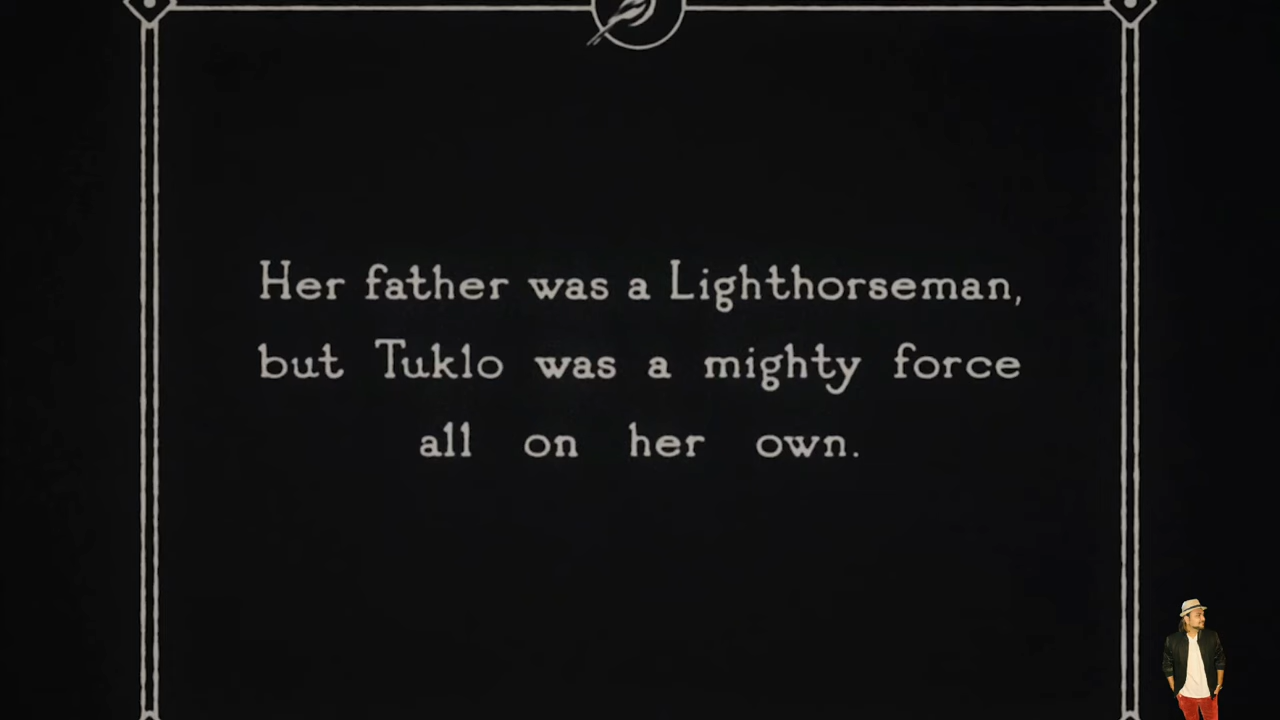 Her father was a Lighthorseman,
but Tuklo was a mighty force
all on her own.